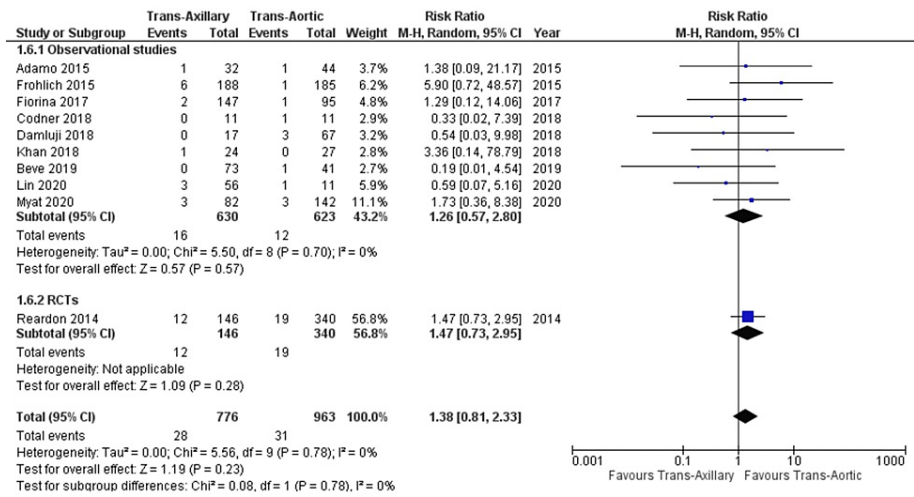 Trans-Axillary Trans-Aortic Risk Ratio Risk Ratio
Study or Subgroup Events Total Events Total Weight M-H, Random, 95% CI Year M-H, Random, 95% CI
1.6.1 Observational studies
Adamo 2015 1 32 1 44 3.7% 1.38 [0.09, 21.17] 2015
Frohlich 2015 6 188 1 185 6.2% 5.90 [0.72, 48.57] 2015
Fiorina 2017 2 147 1 95 4.8% 1.29 [0.12, 14.06] 2017
Codner 2018 0 11 1 11 2.8% 0.33 [0.02, 7.39] 2018
Damluji 2018 0 17 3 67 3.2% 0.54 [0.03, 9.98] 2018
Khan 2018 1 24 0 27 2.8% 3.36 [0.14, 78.79] 2018
Beve 2019 0 73 1 41 2.7% 0.19 [0.01, 4.54] 2019
Lin 2020 3 56 1 11 5.9% 0.59 [0.07, 5.16] 2020
Myat 2020 3 82 3 142 11.1% 1.73 [0.36, 8.38] 2020
Subtotal (95% CI) 630 623 43.2% 1.26 [0.57, 2.80]
Total events 16 12
Heterogeneity: Tau² = 0.00; Chi² = 5.50, df = 8 (P = 0.70); I² = 0%
Test for overall effect: Z = 0.57 (P = 0.57)
1.6.2 RCTs
Reardon 2014 12 146 19 340 56.8% 1.47 [0.73, 2.95] 2014
Subtotal (95% CI) 146 340 56.8% 1.47 [0.73, 2.95]
Total events 12 19
Heterogeneity: Not applicable
Test for overall effect: Z = 1.09 (P = 0.28)
Total (95% CI) 776 963 100.0% 1.38 [0.81, 2.33]
Total events 28 31
Heterogeneity: Tau² = 0.00; Chi² = 5.56, df = 9 (P = 0.78); I² = 0%
Test for overall effect: Z = 1.19 (P = 0.23)
Test for subgroup differences: Chi² = 0.08, df = 1 (P = 0.78), I² = 0%
0.001 0.1 1 10 1000
Favours Trans-Axillary Favours Trans-Aortic